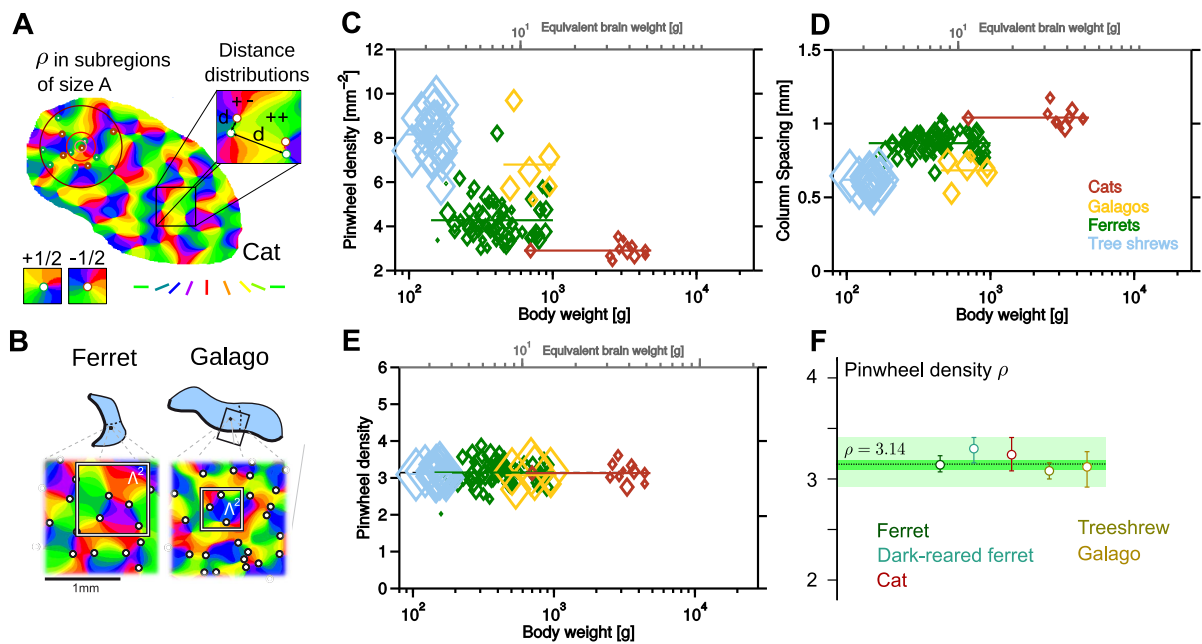 A
ρ in subregions
of size A
Distance
distributions
+ -
++
d
d
Cat
+1/2 -1/2
B
Ferret Galago
Λ²
Λ²
1mm
C
Equivalent brain weight [g]
10¹
Pinwheel density [mm⁻²]
12
10
8
6
4
2
10² 10³ 10⁴
Body weight [g]
D
Equivalent brain weight [g]
10¹
Column Spacing [mm]
1.5
1.0
0.5
0
Cats
Galagos
Ferrets
Tree shrews
10² 10³ 10⁴
Body weight [g]
E
Equivalent brain weight [g]
10¹ 10²
Pinwheel density
6
5
4
3
2
1
0
10² 10³ 10⁴
Body weight [g]
F
Pinwheel density ρ
4
3
2
ρ = 3.14
Ferret
Dark-reared ferret
Cat
Treeshrew
Galago